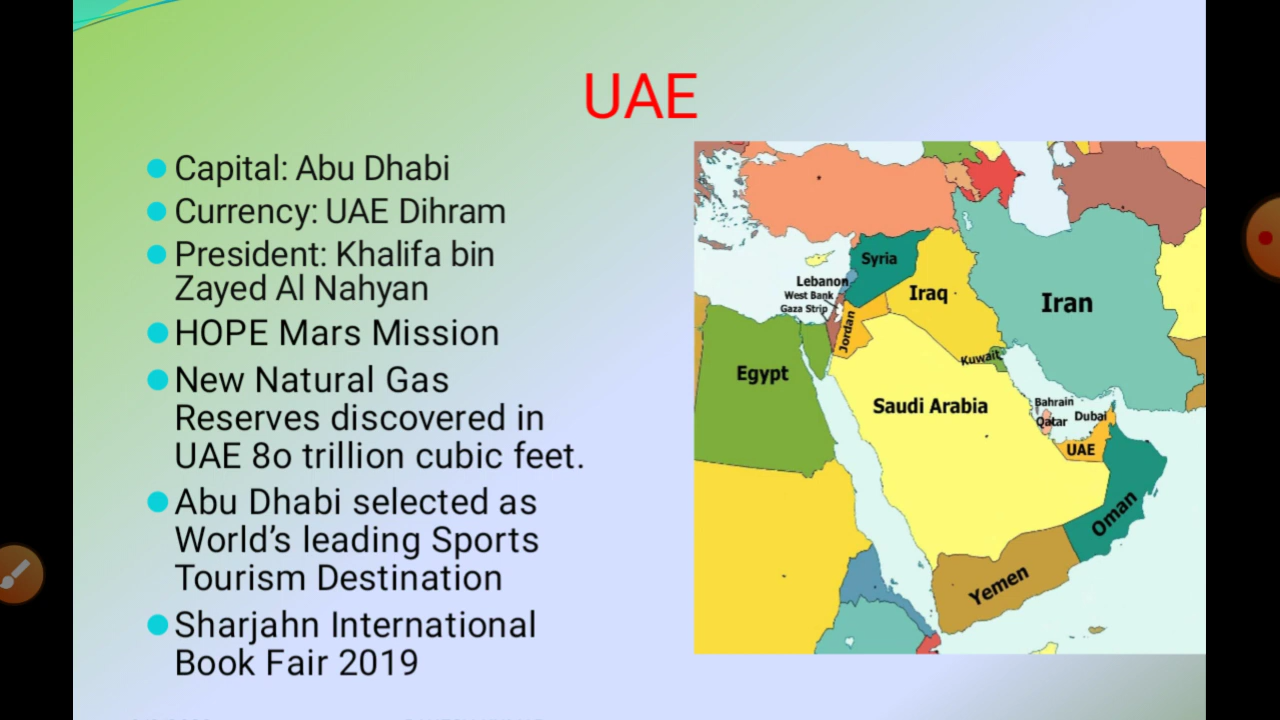 UAE
Capital: Abu Dhabi
Currency: UAE Dihram
President: Khalifa bin
Zayed Al Nahyan
HOPE Mars Mission
New Natural Gas
Reserves discovered in
UAE 80 trillion cubic feet.
Abu Dhabi selected as
World’s leading Sports
Tourism Destination
Sharjahn International
Book Fair 2019
Syria
Lebanon
West Bank
Gaza Strip
Jordan
Iraq
Iran
Kuwait
Egypt
Saudi Arabia
Bahrain
Qatar
Dubai
UAE
Oman
Yemen